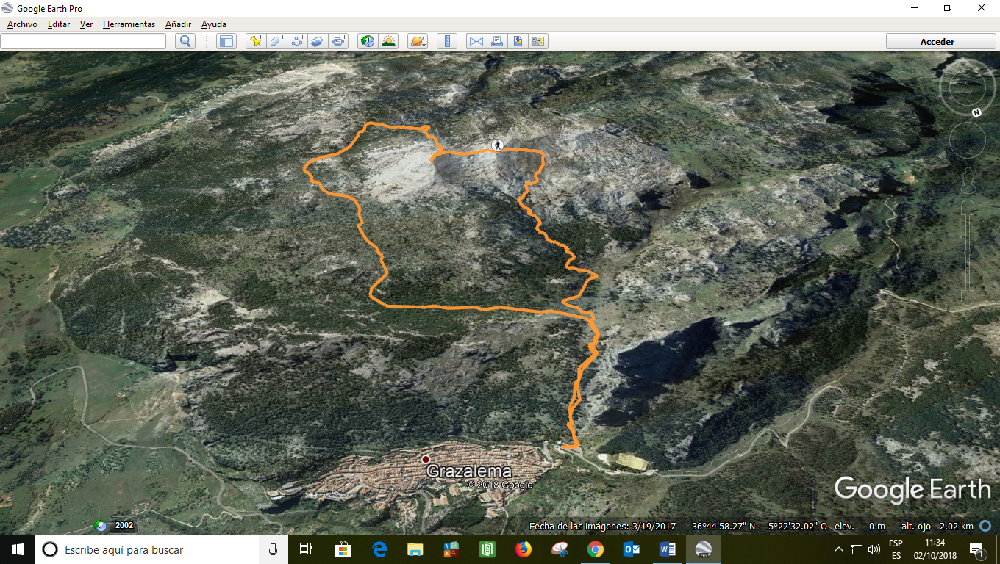 Google Earth Pro
Archivo Editar Ver Herramientas Añadir Ayuda
Acceder
N
Grazalema
© 2018 Google
Google Earth
2002
Fecha de las imágenes: 3/19/2017 36°44'58.27" N 5°22'32.02" O elev. 0 m alt. ojo 2.02 km
Escribe aquí para buscar
ESP
ES
11:34
02/10/2018
1